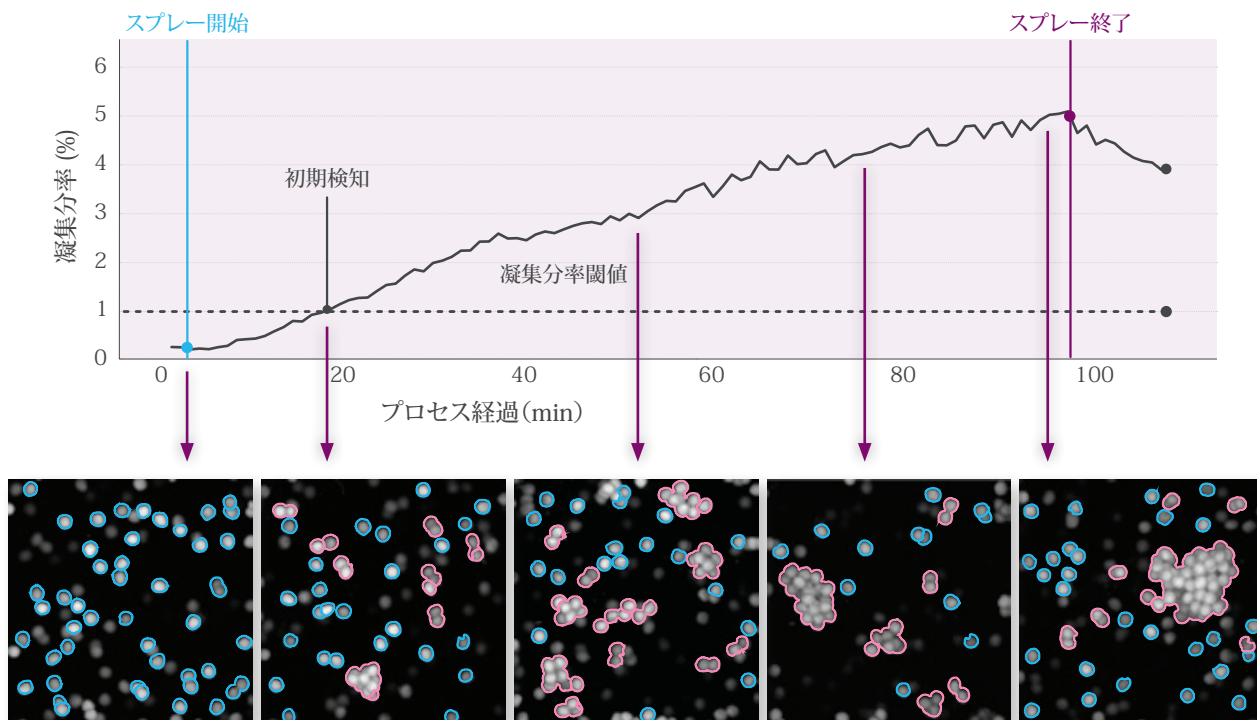 スプレー開始
スプレー終了
6
5
4
3
2
1
0
凝集分率 (%)
初期検知
凝集分率閾値
0 20 40 60 80 100
プロセス経過(min)